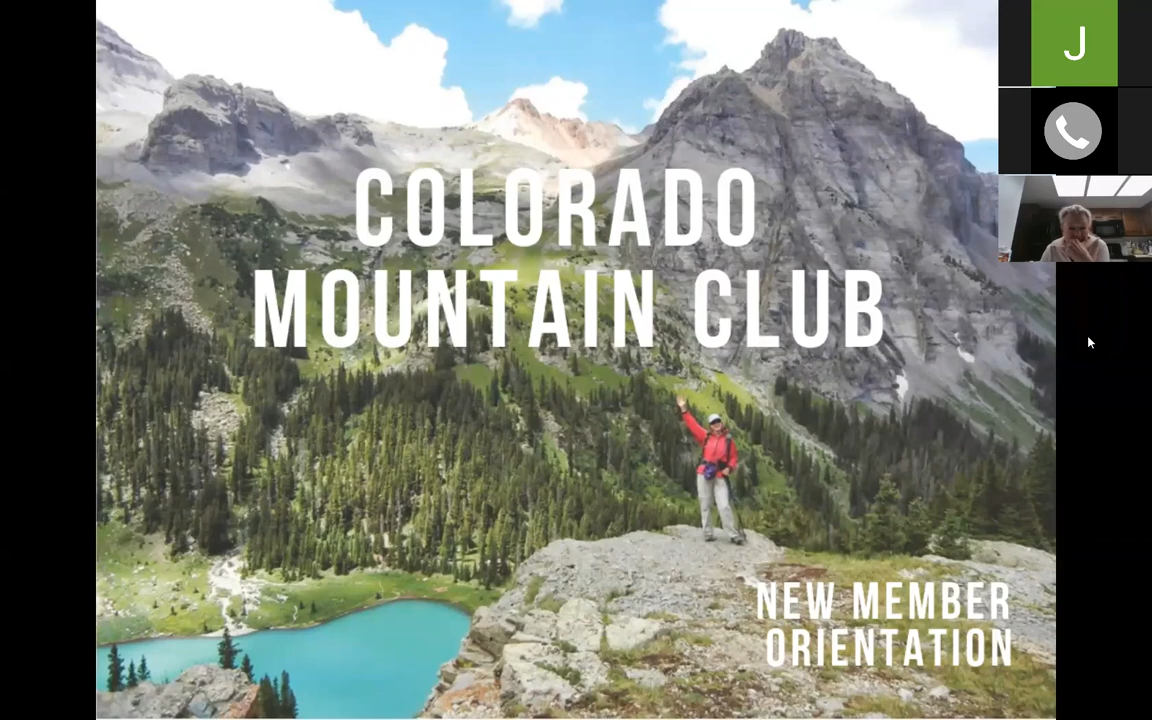 COLORADO
MOUNTAIN CLUB
NEW MEMBER
ORIENTATION
J